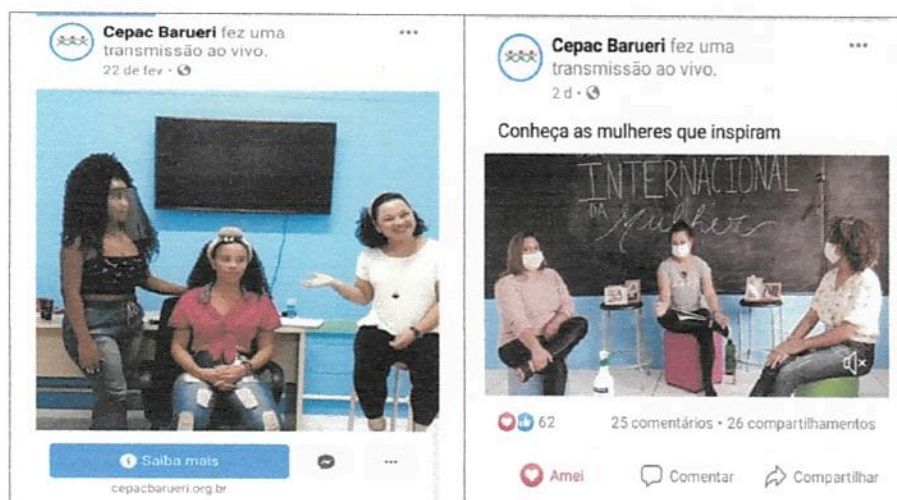 Cepac Barueri fez uma
transmissão ao vivo.
22 de fev
Saiba mais
cepacbarueri.org.br
Cepac Barueri fez uma
transmissão ao vivo.
2 d
Conheça as mulheres que inspiram
INTERNACIONAL
DA
Mulher
62 25 comentários • 26 compartilhamentos
Amei Comentar Compartilhar